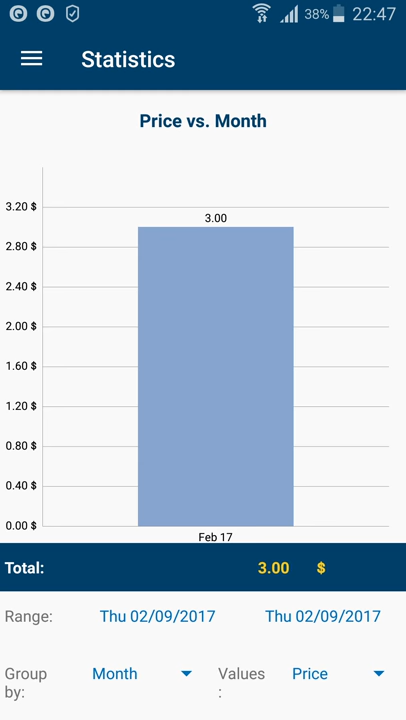 38% 22:47
Statistics
Price vs. Month
3.20 $
3.00
2.80 $
2.40 $
2.00 $
1.60 $
1.20 $
0.80 $
0.40 $
0.00 $
Feb 17
Total: 3.00 $
Range: Thu 02/09/2017 Thu 02/09/2017
Group by: Month Values : Price